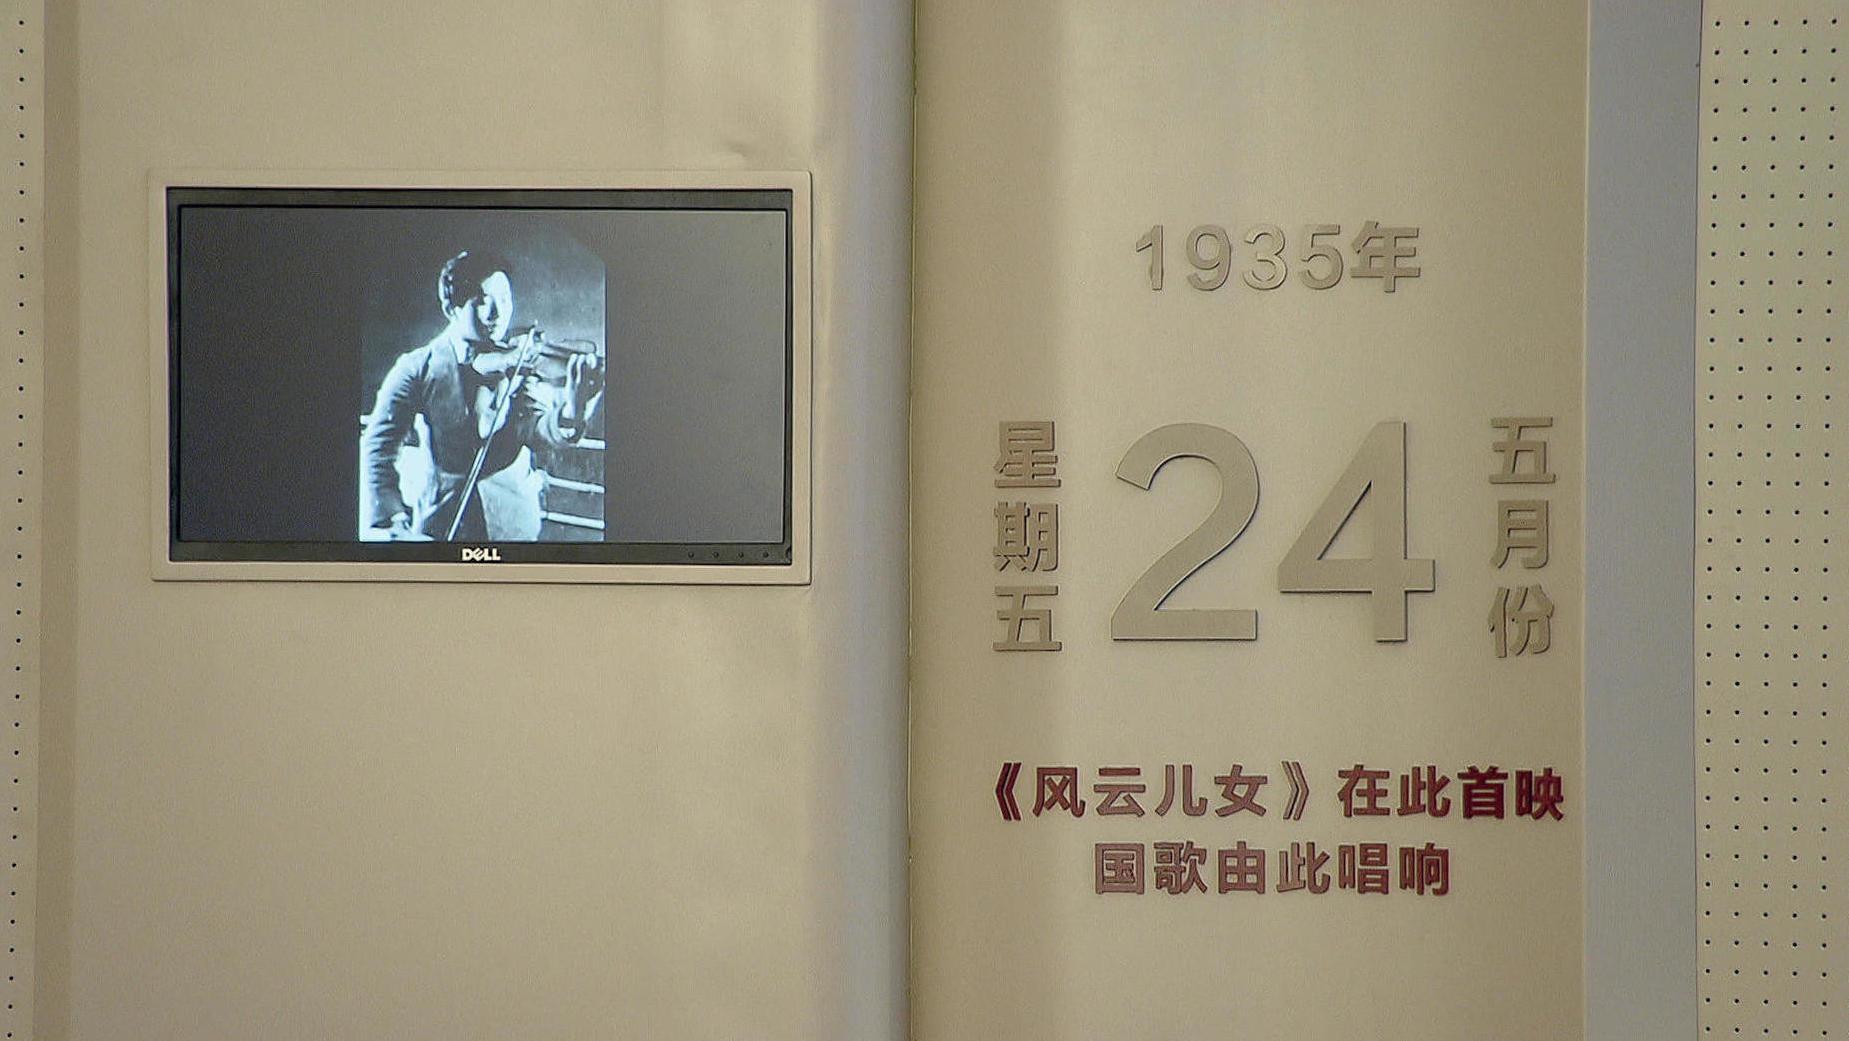 DELL
1935年
星期五
24
五月份
《风云儿女》在此首映
国歌由此唱响